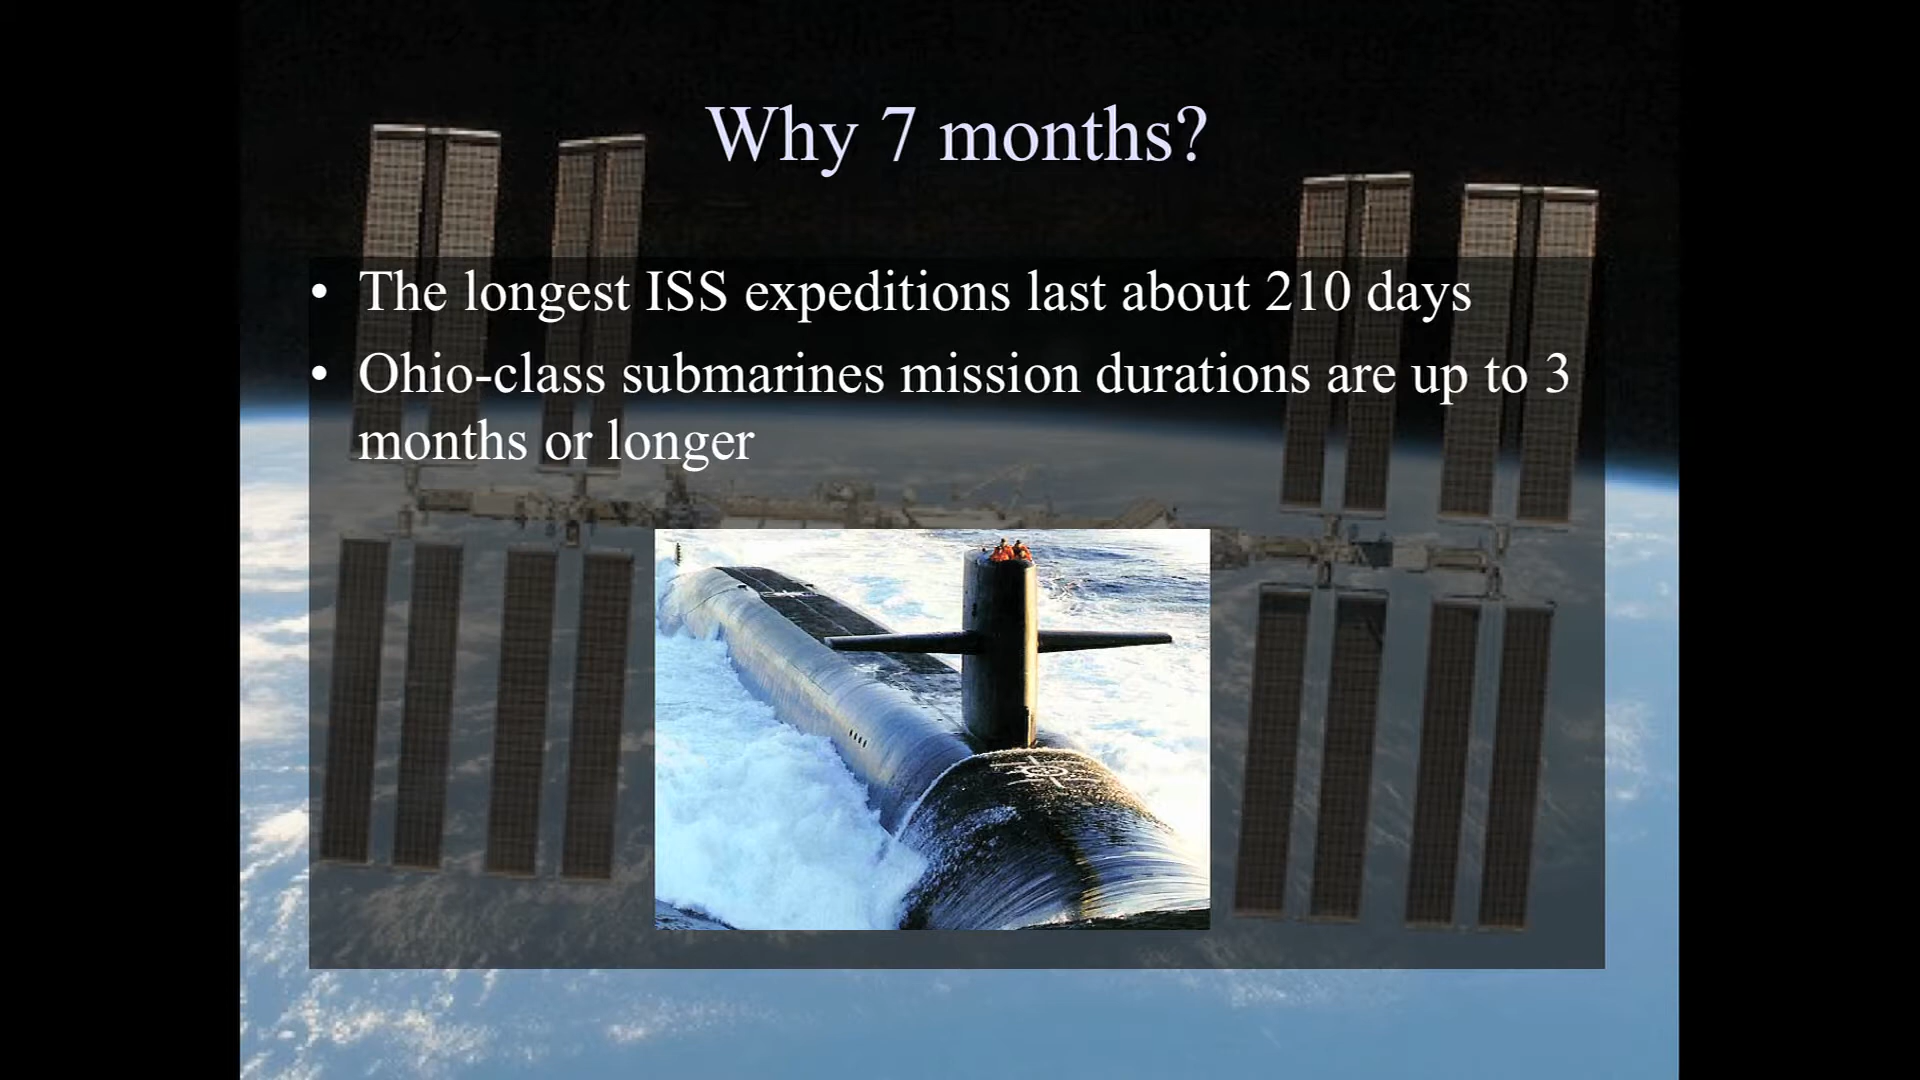 Why 7 months?
• The longest ISS expeditions last about 210 days
• Ohio-class submarines mission durations are up to 3
months or longer